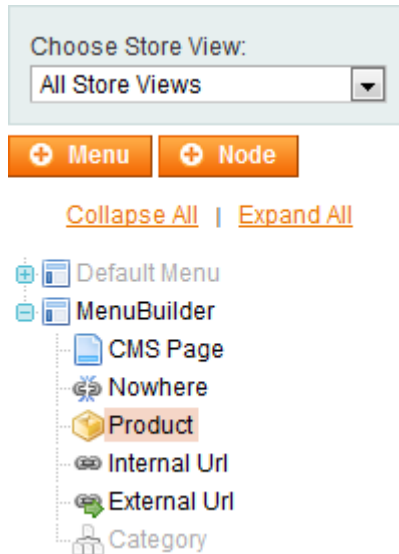 Choose Store View:
All Store Views
Menu Node
Collapse All | Expand All
Default Menu
MenuBuilder
CMS Page
Nowhere
Product
Internal Url
External Url
Category